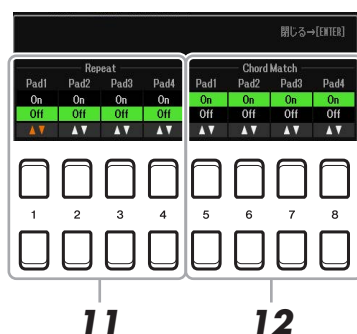 閉じる→[ENTER]
Repeat
Chord Match
Pad1 Pad2 Pad3 Pad4 Pad1 Pad2 Pad3 Pad4
On On On On On On On On
Off Off Off Off Off Off Off Off
1 2 3 4 5 6 7 8
11 12